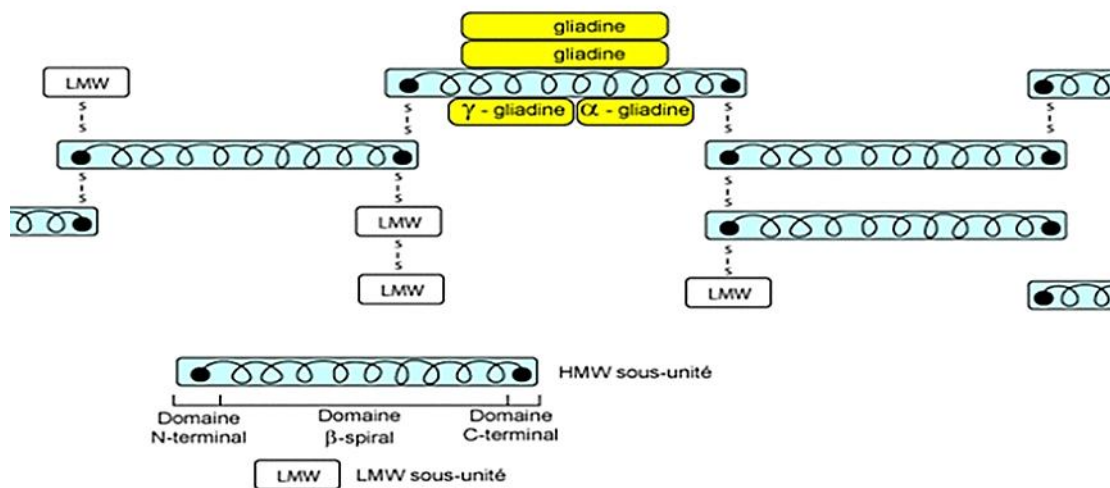 gliadine
gliadine
LMW
γ - gliadine α - gliadine
S
S
S
S
S
S
S
S
S
S
LMW
S
S
S
S
LMW
LMW
HMW sous-unité
Domaine
N-terminal
Domaine
β-spiral
Domaine
C-terminal
LMW LMW sous-unité